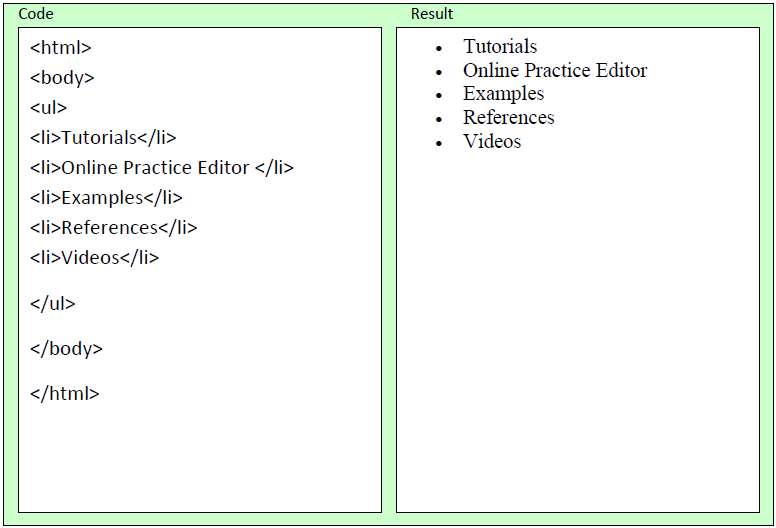 Code
<html>
<body>
<ul>
<li>Tutorials</li>
<li>Online Practice Editor </li>
<li>Examples</li>
<li>References</li>
<li>Videos</li>
</ul>
</body>
</html>
Result
• Tutorials
• Online Practice Editor
• Examples
• References
• Videos